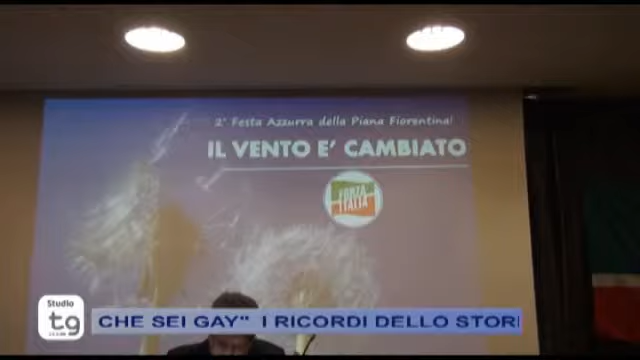 2° Festa Azzurra della Piana Fiorentina!
IL VENTO E' CAMBIATO
FORZA
ITALIA
Studio
tg
CHE SEI GAY" I RICORDI DELLO STORI